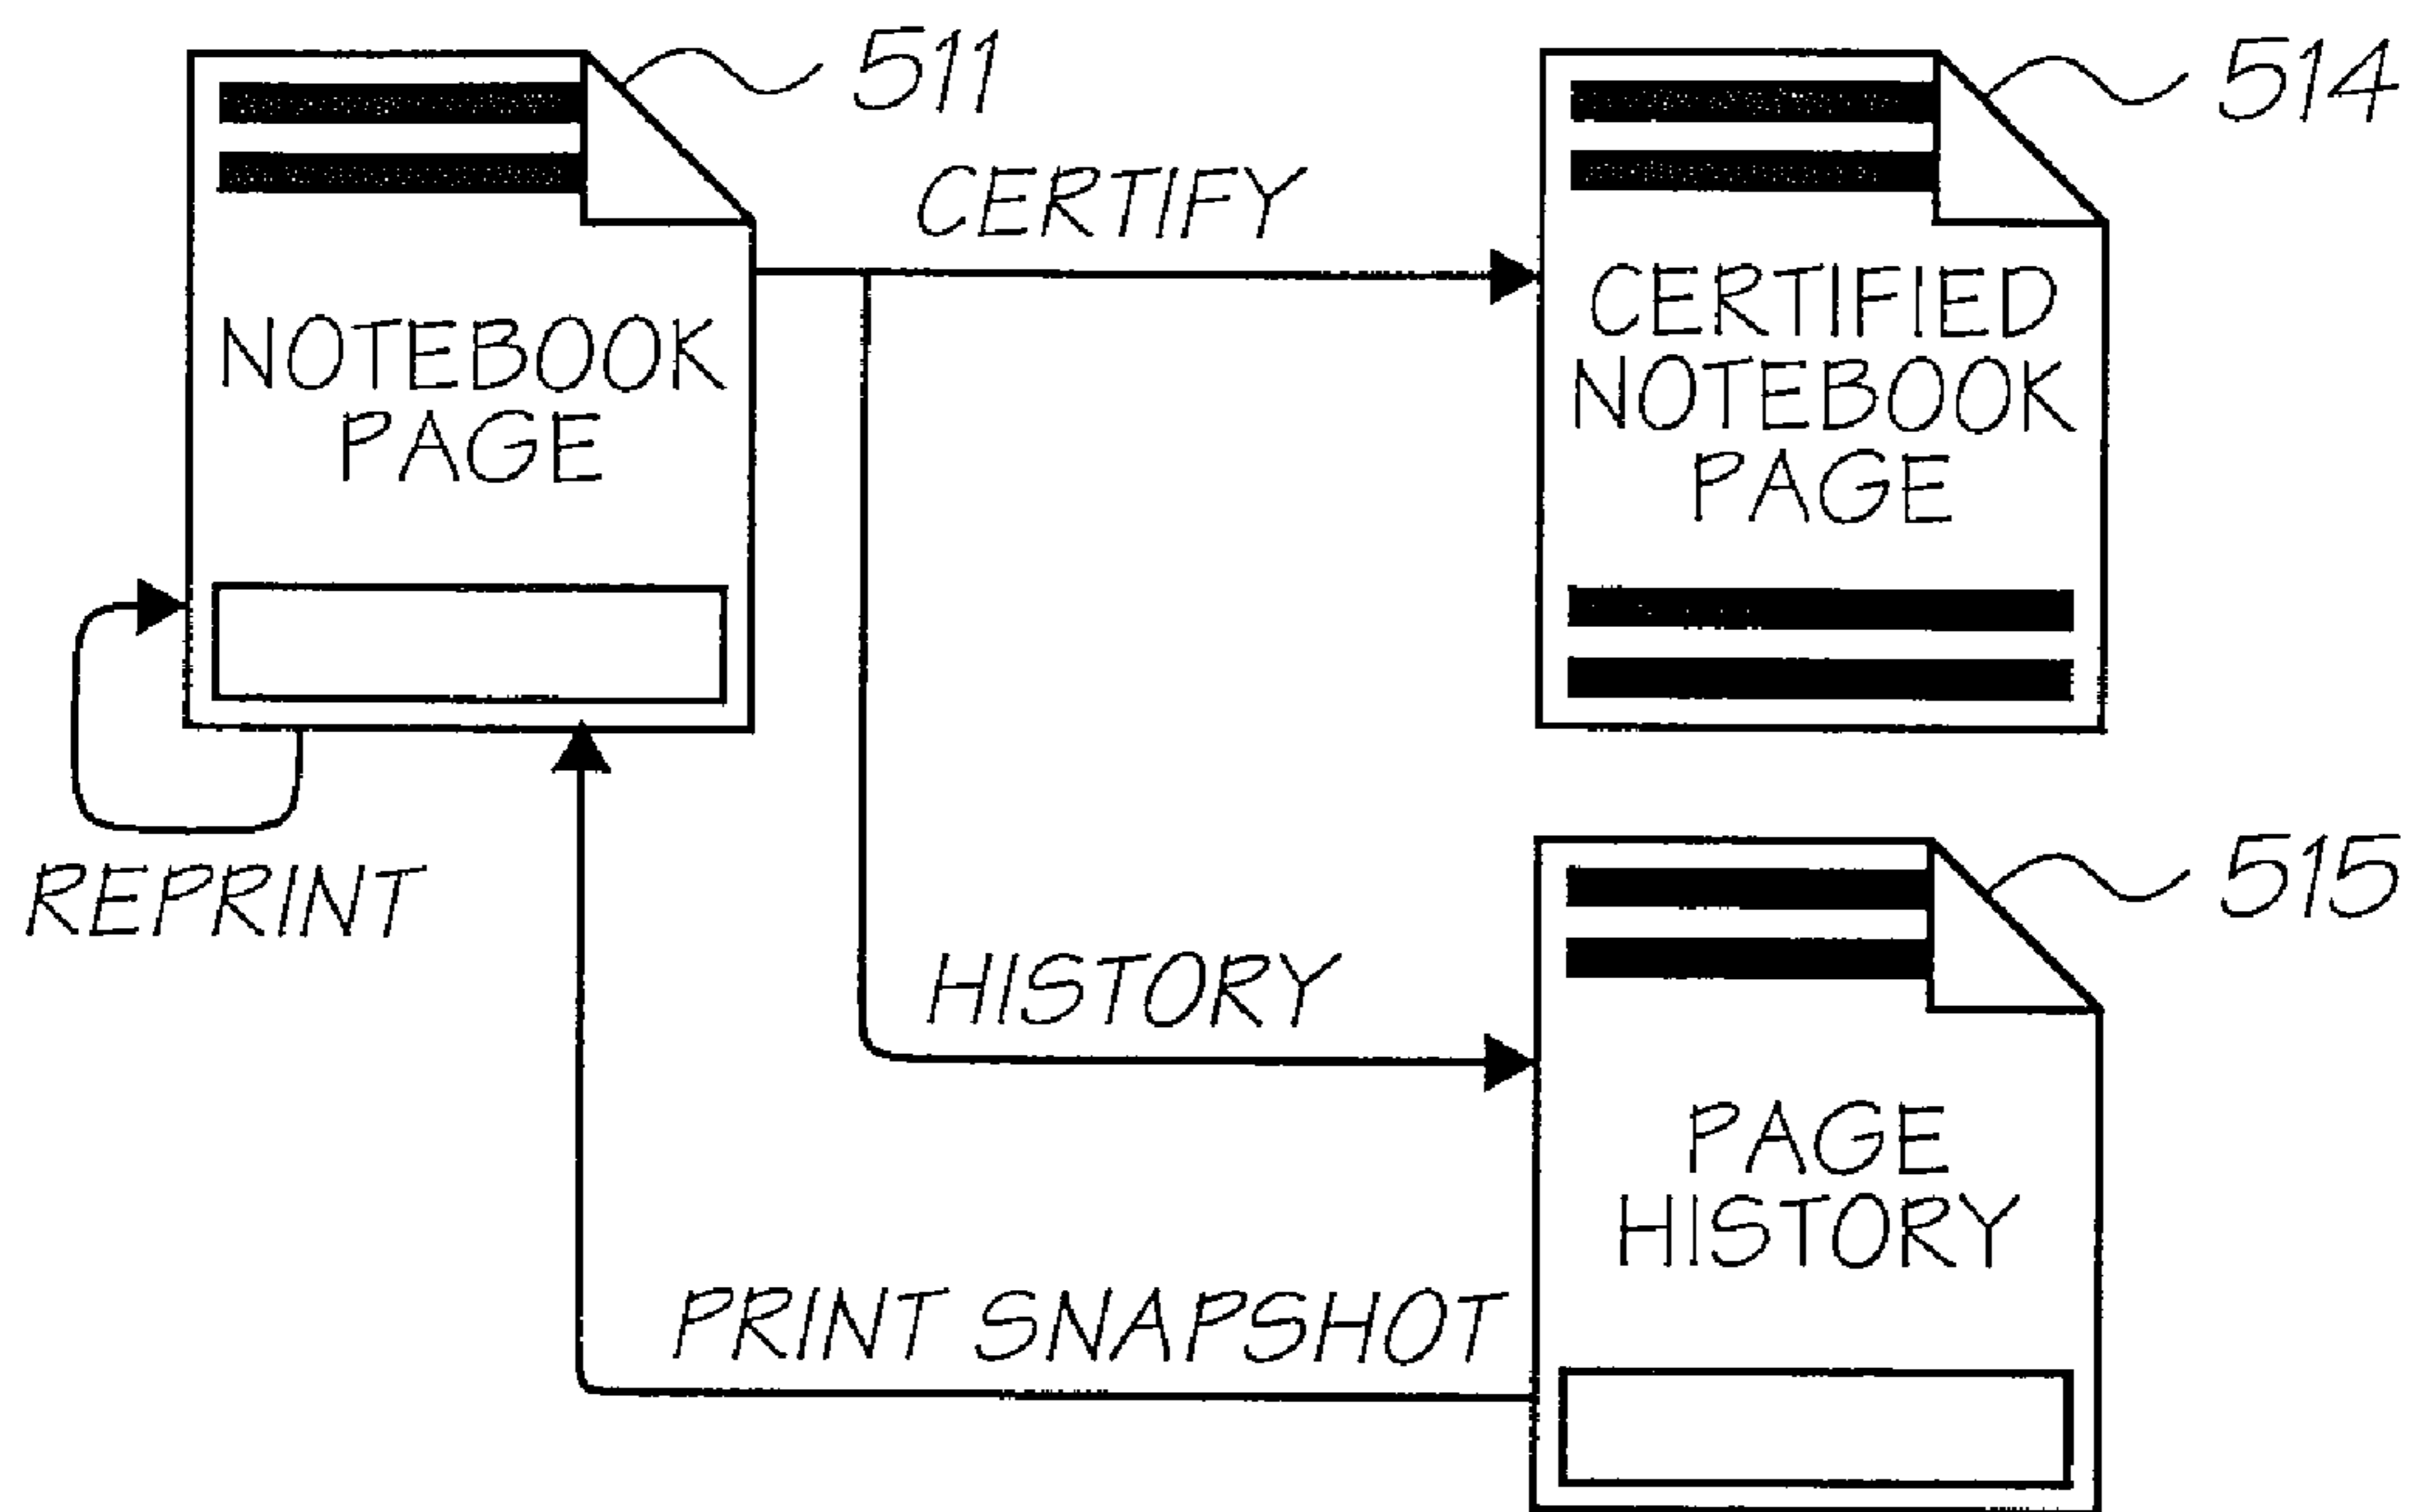 511
514
CERTIFY
NOTEBOOK
PAGE
CERTIFIED
NOTEBOOK
PAGE
REPRINT
515
HISTORY
PAGE
HISTORY
PRINT SNAPSHOT